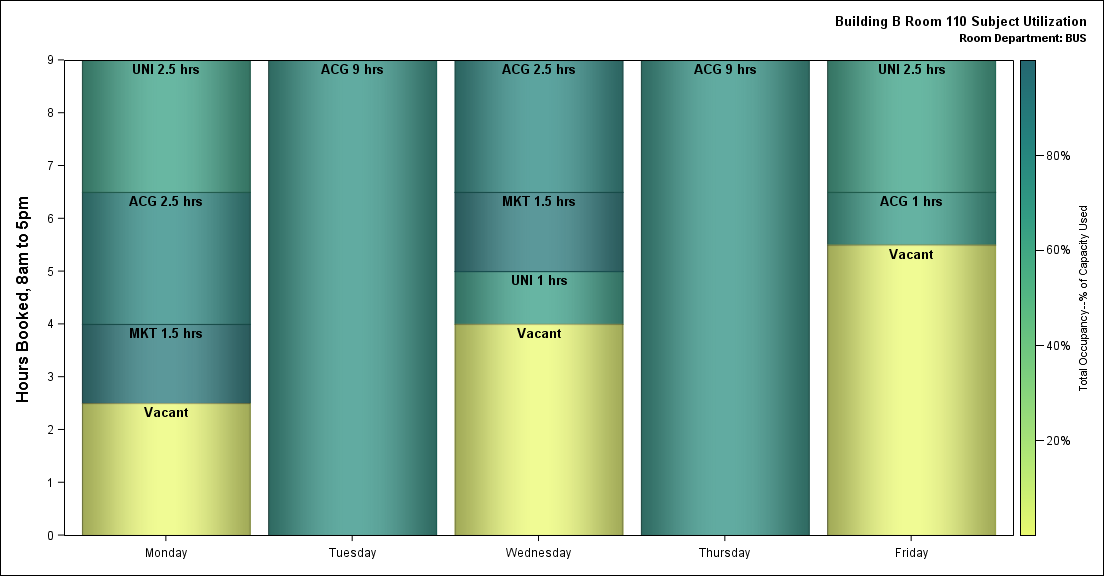 Building B Room 110 Subject Utilization
Room Department: BUS
Hours Booked, 8am to 5pm
9
8
7
6
5
4
3
2
1
0
UNI 2.5 hrs
ACG 2.5 hrs
MKT 1.5 hrs
Vacant
ACG 9 hrs
ACG 2.5 hrs
MKT 1.5 hrs
UNI 1 hrs
Vacant
ACG 9 hrs
UNI 2.5 hrs
ACG 1 hrs
Vacant
Monday
Tuesday
Wednesday
Thursday
Friday
80%
60%
40%
20%
Total Occupancy--% of Capacity Used